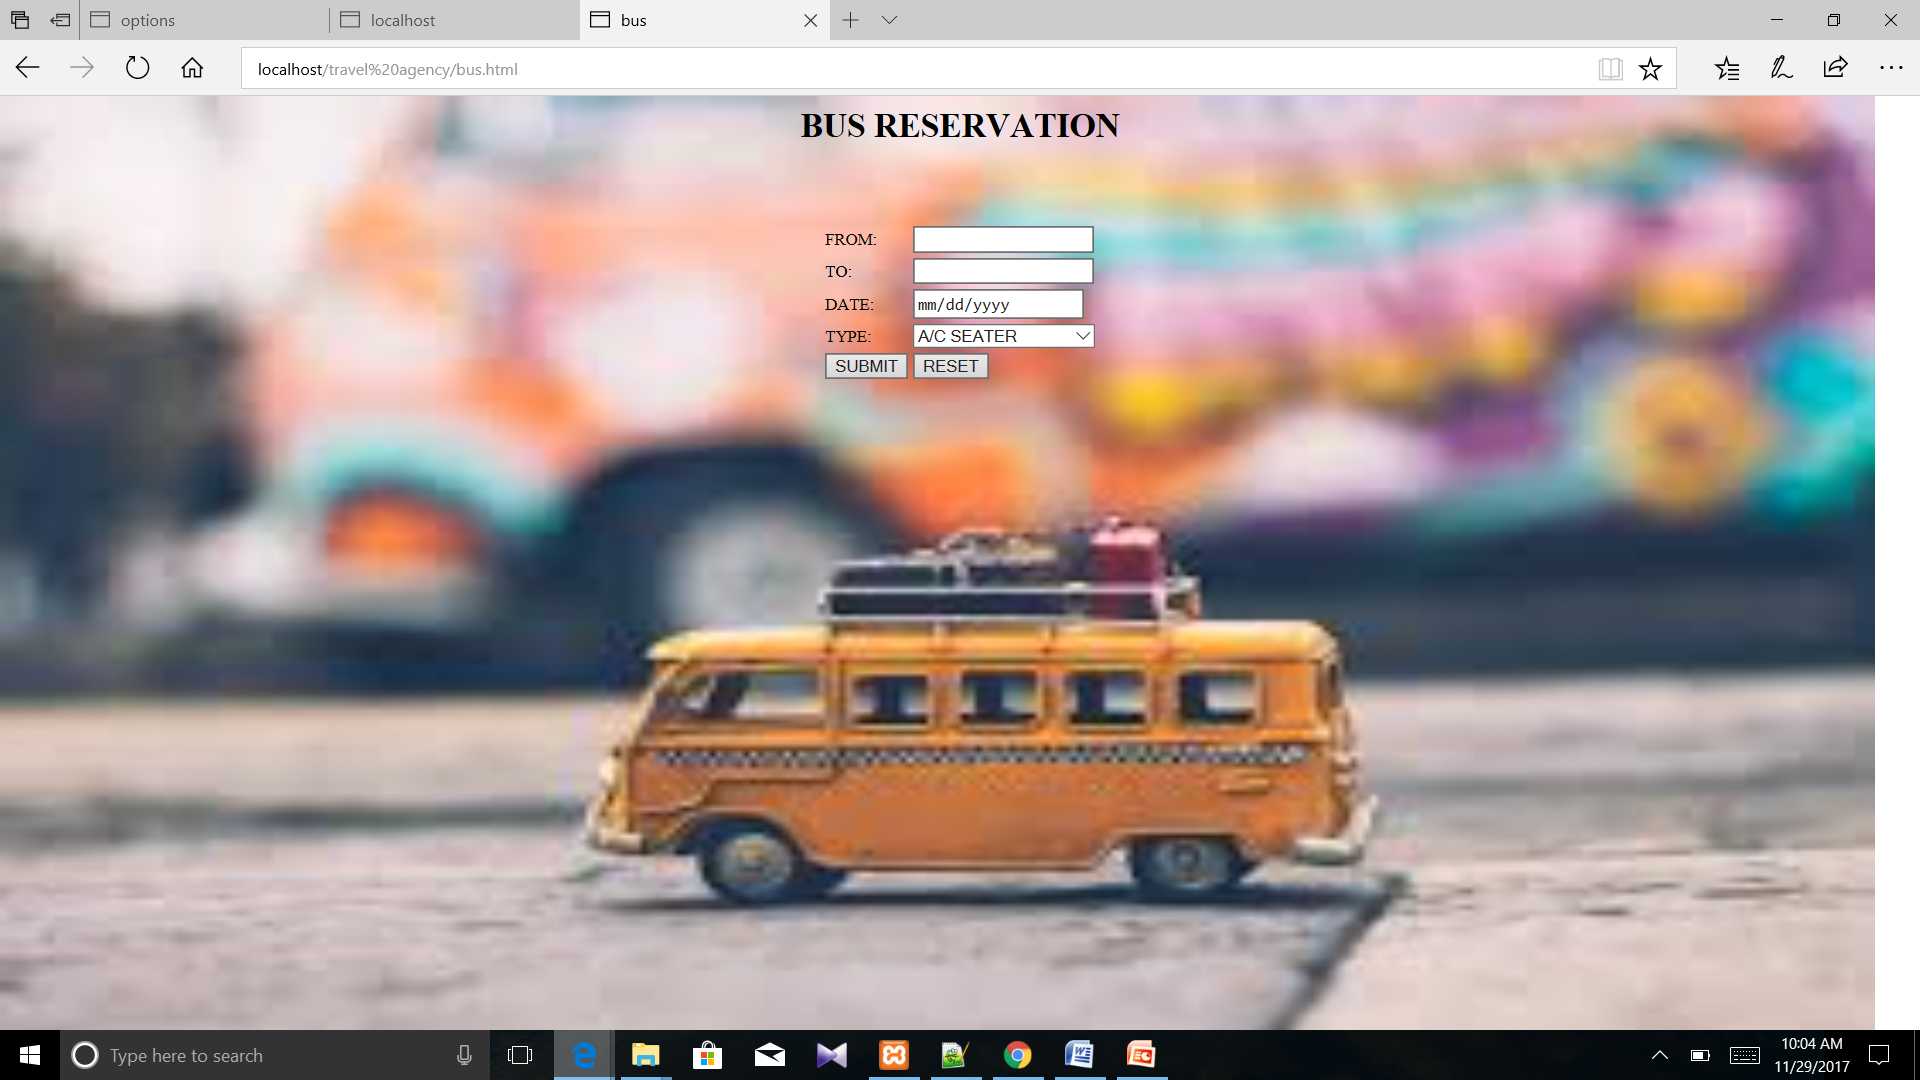 options
localhost
bus
localhost/travel%20agency/bus.html
BUS RESERVATION
FROM:
TO:
DATE: mm/dd/yyyy
TYPE: A/C SEATER
SUBMIT RESET
Type here to search
10:04 AM
11/29/2017